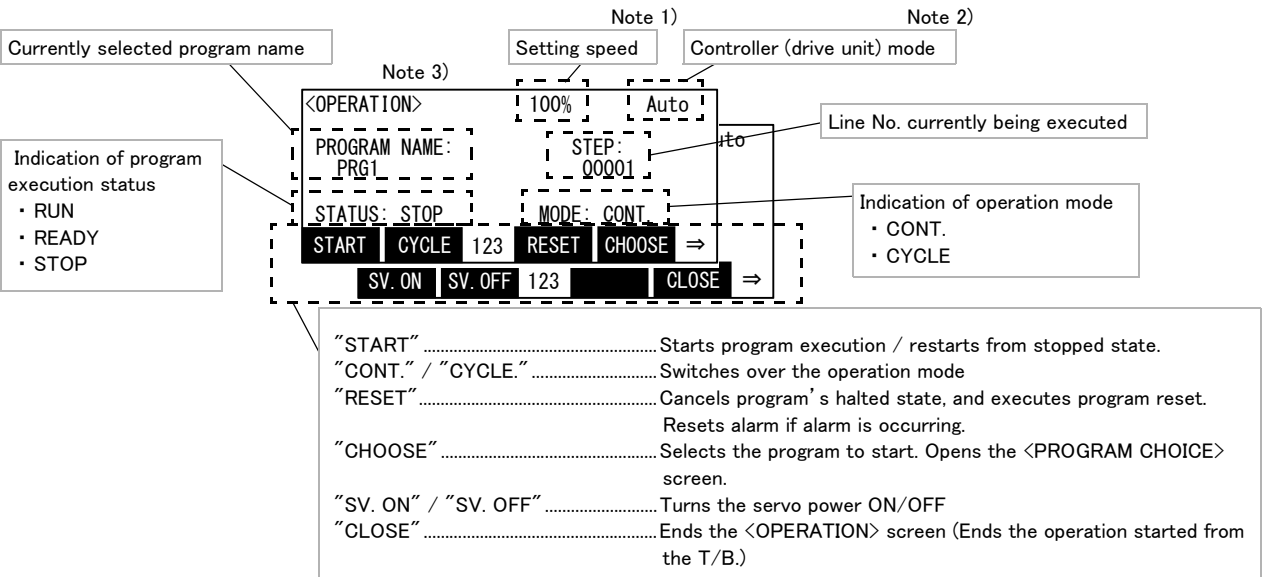 Note 1)
Note 2)
Currently selected program name
Setting speed
Controller (drive unit) mode
Note 3)
<OPERATION>
100%
Auto
Line No. currently being executed
uto
PROGRAM NAME:
PRG1
STEP:
00001
Indication of program
execution status
・RUN
・READY
・STOP
STATUS: STOP
MODE: CONT.
Indication of operation mode
・CONT.
・CYCLE
START CYCLE 123 RESET CHOOSE ⇒
SV.ON SV.OFF 123 CLOSE ⇒
"START" ........ Starts program execution / restarts from stopped state.
"CONT." / "CYCLE." ........ Switches over the operation mode
"RESET" ........ Cancels program's halted state, and executes program reset.
Resets alarm if alarm is occurring.
"CHOOSE" ........ Selects the program to start. Opens the <PROGRAM CHOICE>
screen.
"SV. ON" / "SV. OFF" ........ Turns the servo power ON/OFF
"CLOSE" ........ Ends the <OPERATION> screen (Ends the operation started from
the T/B.)